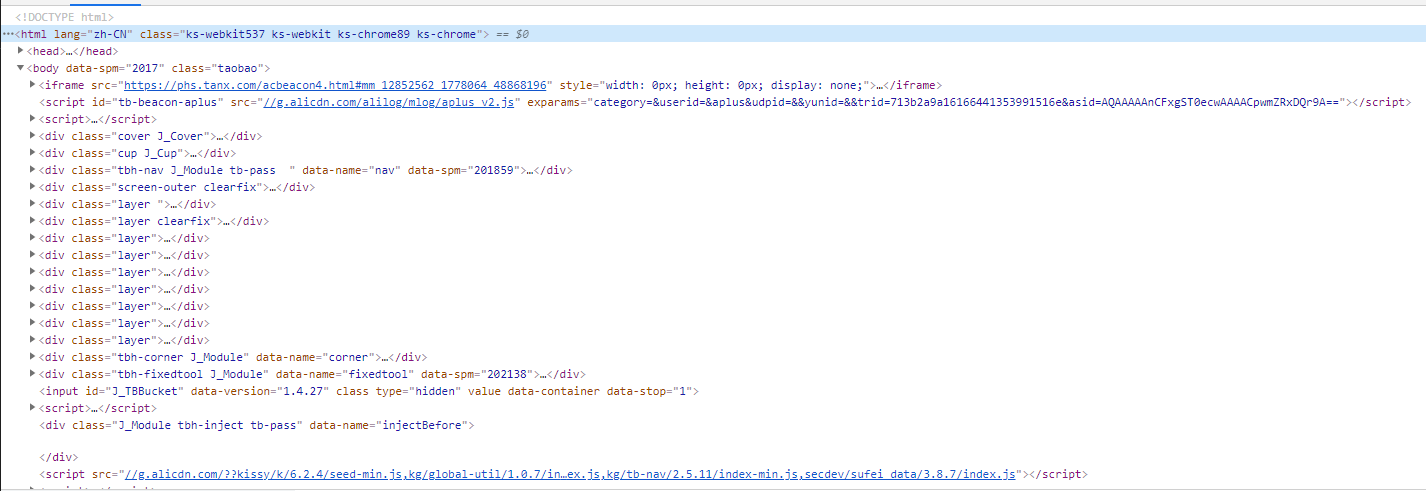 <!DOCTYPE html>
…<html lang="zh-CN" class="ks-webkit537 ks-webkit ks-chrome89 ks-chrome"> == $0
<head>…</head>
<body data-spm="2017" class="taobao">
<iframe src="https://phs.tanx.com/acbeacon4.html#mm_12852562_1778064_48868196" style="width: 0px; height: 0px; display: none;">…</iframe>
<script id="tb-beacon-aplus" src="//g.alicdn.com/alilog/mlog/aplus_v2.js" exparams="category=&userid=&aplus&udpid=&&yunid=&&trid=713b2a9a16166441353991516e&asid=AQAAAAAnCFxgST0ecwAAAACpwmZRxDQr9A=="></script>
<script>…</script>
<div class="cover J_Cover">…</div>
<div class="cup J_Cup">…</div>
<div class="tbh-nav J_Module tb-pass  " data-name="nav" data-spm="201859">…</div>
<div class="screen-outer clearfix">…</div>
<div class="layer ">…</div>
<div class="layer clearfix">…</div>
<div class="layer">…</div>
<div class="layer">…</div>
<div class="layer">…</div>
<div class="layer">…</div>
<div class="layer">…</div>
<div class="layer">…</div>
<div class="layer">…</div>
<div class="tbh-corner J_Module" data-name="corner">…</div>
<div class="tbh-fixedtool J_Module" data-name="fixedtool" data-spm="202138">…</div>
<input id="J_TBBucket" data-version="1.4.27" class type="hidden" value data-container data-stop="1">
<script>…</script>
<div class="J_Module tbh-inject tb-pass" data-name="injectBefore">
</div>
<script src="//g.alicdn.com/??kissy/k/6.2.4/seed-min.js,kg/global-util/1.0.7/in…ex.js,kg/tb-nav/2.5.11/index-min.js,secdev/sufei_data/3.8.7/index.js"></script>